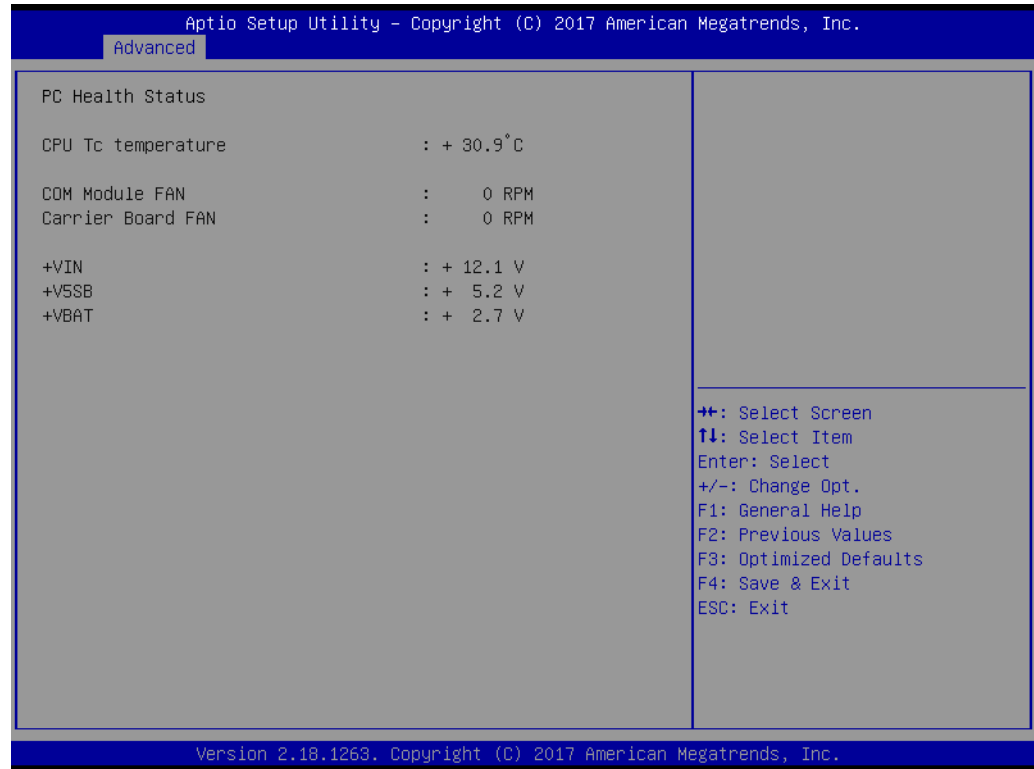 Aptio Setup Utility – Copyright (C) 2017 American Megatrends, Inc.
Advanced
PC Health Status
CPU Tc temperature : + 30.9°C
COM Module FAN : 0 RPM
Carrier Board FAN : 0 RPM
+VIN : + 12.1 V
+V5SB : + 5.2 V
+VBAT : + 2.7 V
→←: Select Screen
↑↓: Select Item
Enter: Select
+/-: Change Opt.
F1: General Help
F2: Previous Values
F3: Optimized Defaults
F4: Save & Exit
ESC: Exit
Version 2.18.1263. Copyright (C) 2017 American Megatrends, Inc.